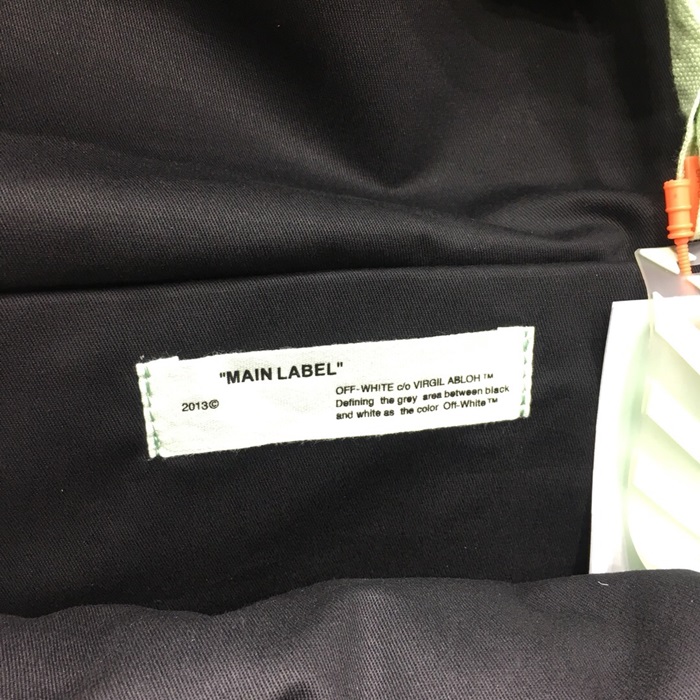 "MAIN LABEL"
2013©
OFF-WHITE c/o VIRGIL ABLOH™
Defining the grey area between black
and white as the color Off-White™